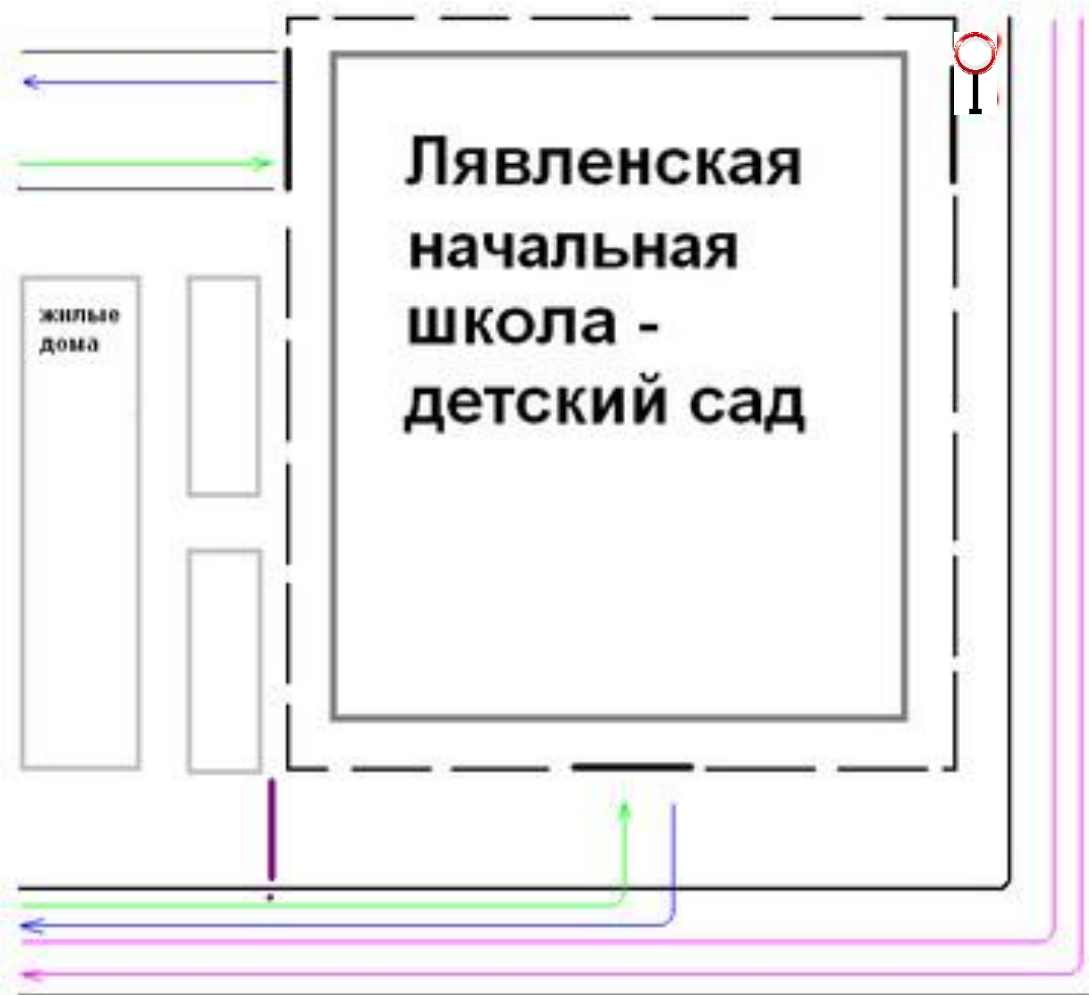 Лявленская
начальная
школа -
детский сад
жилые
дома